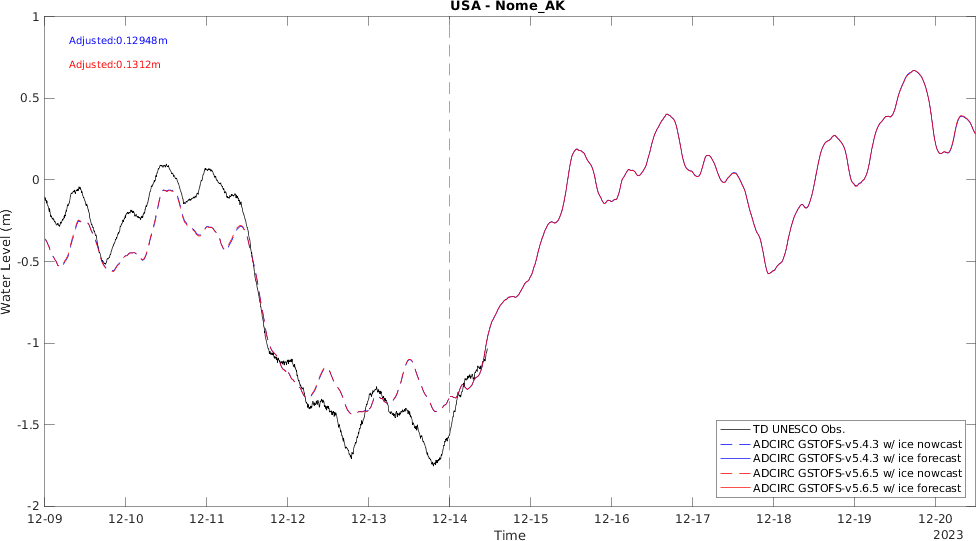 USA - Nome_AK
Adjusted:0.12948m
Adjusted:0.1312m
Water Level (m)
1
0.5
0
-0.5
-1
-1.5
-2
TD UNESCO Obs.
ADCIRC GSTOFS-v5.4.3 w/ ice nowcast
ADCIRC GSTOFS-v5.4.3 w/ ice forecast
ADCIRC GSTOFS-v5.6.5 w/ ice nowcast
ADCIRC GSTOFS-v5.6.5 w/ ice forecast
12-09 12-10 12-11 12-12 12-13 12-14 12-15 12-16 12-17 12-18 12-19 12-20
2023
Time